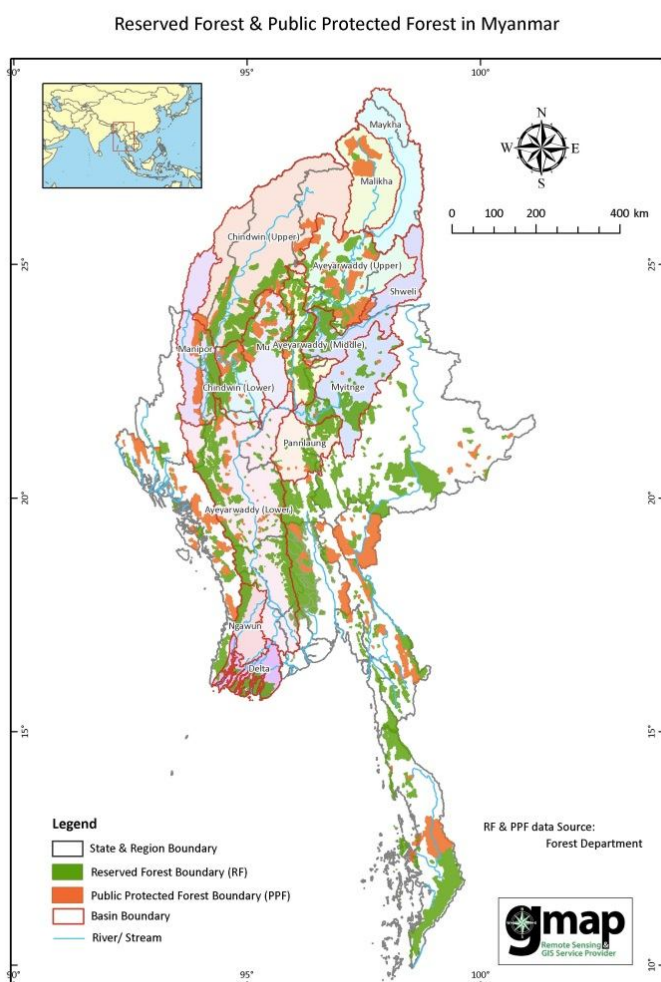 Reserved Forest & Public Protected Forest in Myanmar
90°
95°
100°
N
W
E
S
0 100 200 400 km
Maykha
Malikha
Chindwin (Upper)
Ayeyarwaddy (Upper)
25°
25°
Shweli
Manipor
Mu
Ayeyarwaddy (Middle)
Chindwin (Lower)
Myitnge
Pannlaung
20°
20°
Ayeyarwaddy (Lower)
Ngawun
Delta
15°
15°
Legend
State & Region Boundary
Reserved Forest Boundary (RF)
Public Protected Forest Boundary (PPF)
Basin Boundary
River/ Stream
RF & PPF data Source:
Forest Department
gmap
Remote Sensing &
GIS Service Provider
10°
90°
95°
100°